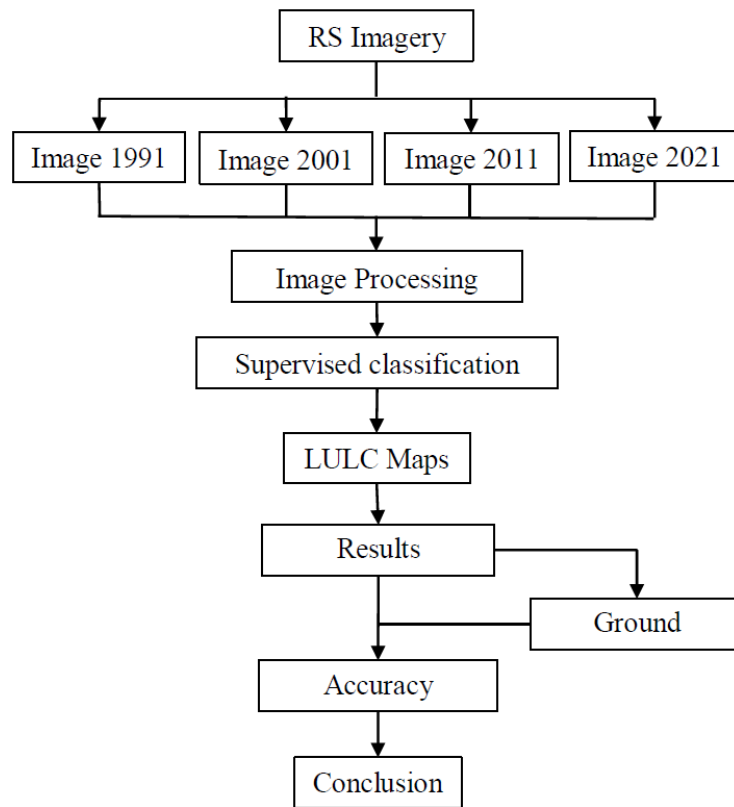 RS Imagery
Image 1991
Image 2001
Image 2011
Image 2021
Image Processing
Supervised classification
LULC Maps
Results
Ground
Accuracy
Conclusion